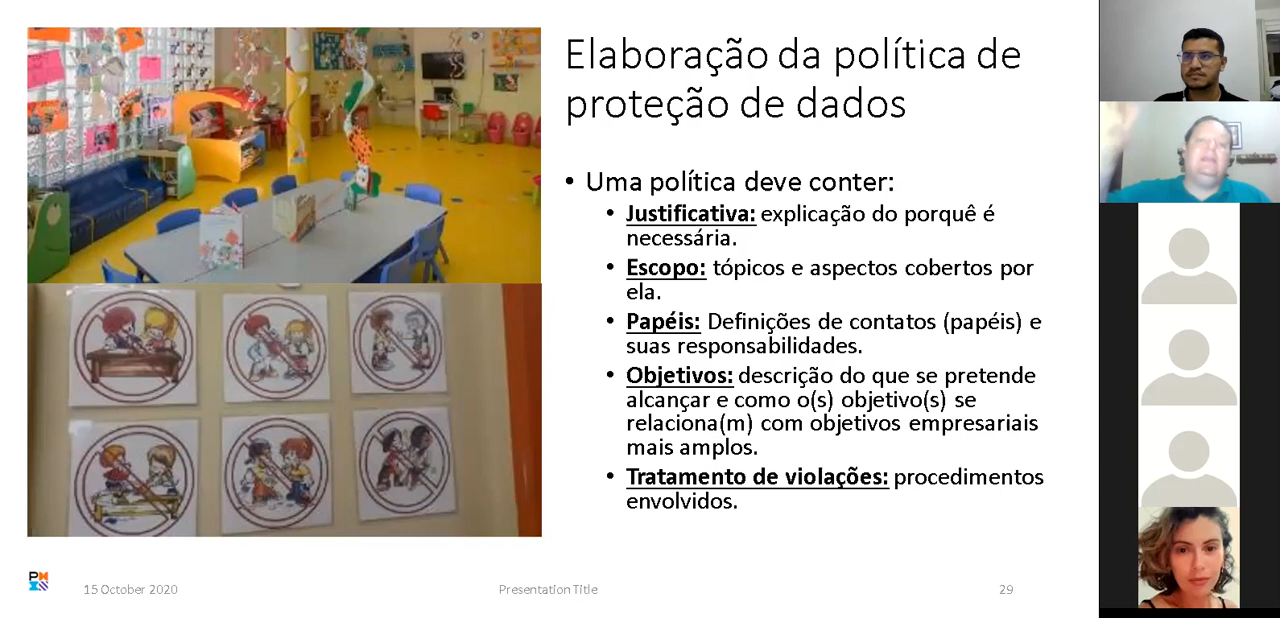 Elaboração da política de
proteção de dados
• Uma política deve conter:
• Justificativa: explicação do porquê é
necessária.
• Escopo: tópicos e aspectos cobertos por
ela.
• Papéis: Definições de contatos (papéis) e
suas responsabilidades.
• Objetivos: descrição do que se pretende
alcançar e como o(s) objetivo(s) se
relaciona(m) com objetivos empresariais
mais amplos.
• Tratamento de violações: procedimentos
envolvidos.
15 October 2020
Presentation Title
29